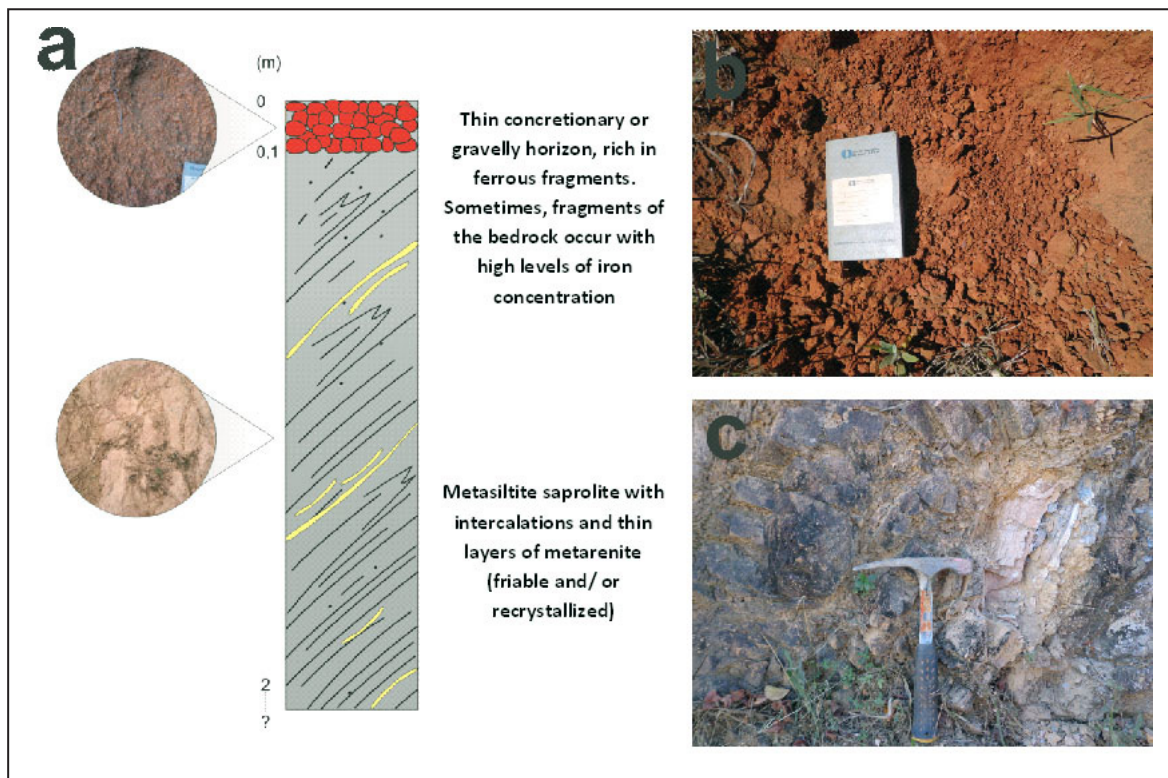 a
(m)
0
0,1
Thin concretionary or
gravelly horizon, rich in
ferrous fragments.
Sometimes, fragments of
the bedrock occur with
high levels of iron
concentration
Metasiltite saprolite with
intercalations and thin
layers of metarenite
(friable and/ or
recrystallized)
2
?
b
c